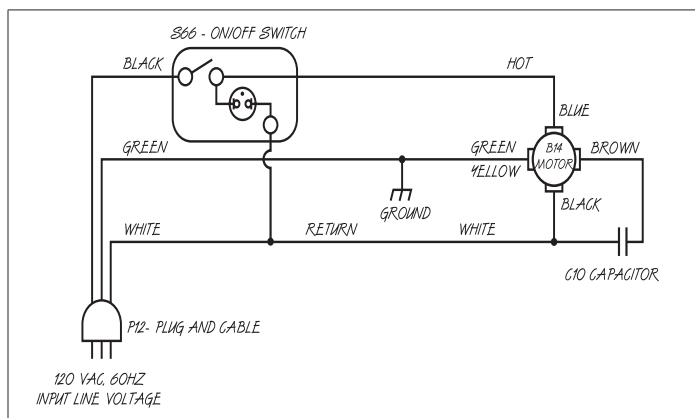 S66 - ON/OFF SWITCH
BLACK
HOT
BLUE
GREEN
GREEN
YELLOW
B14
MOTOR
BROWN
GROUND
BLACK
WHITE
RETURN
WHITE
C10 CAPACITOR
P12- PLUG AND CABLE
120 VAC, 60HZ
INPUT LINE VOLTAGE